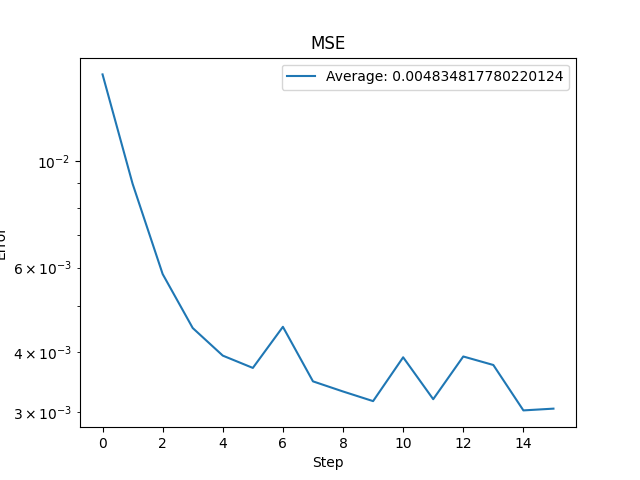 MSE
Average: 0.004834817780220124
Error
10⁻²
6 × 10⁻³
4 × 10⁻³
3 × 10⁻³
0 2 4 6 8 10 12 14
Step